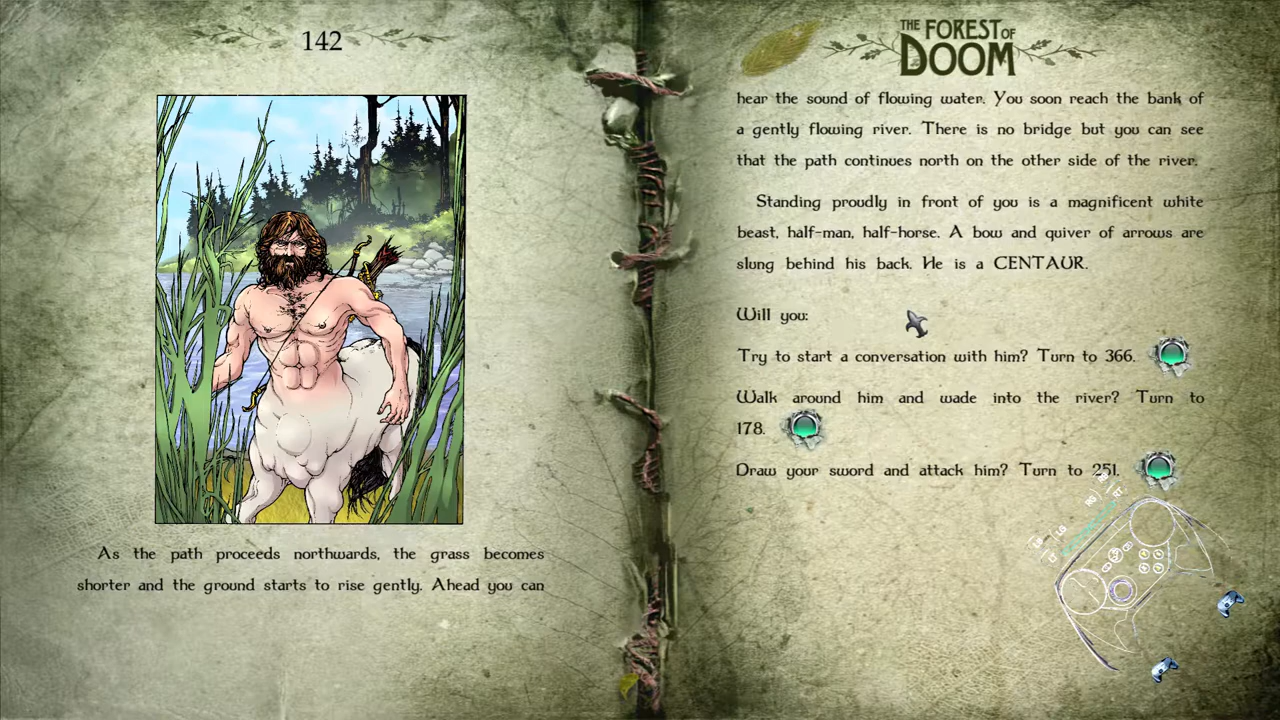 142
As the path proceeds northwards, the grass becomes
shorter and the ground starts to rise gently. Ahead you can
THE FOREST OF
DOOM
hear the sound of flowing water. You soon reach the bank of
a gently flowing river. There is no bridge but you can see
that the path continues north on the other side of the river.
Standing proudly in front of you is a magnificent white
beast, half-man, half-horse. A bow and quiver of arrows are
slung behind his back. He is a CENTAUR.
Will you:
Try to start a conversation with him? Turn to 366.
Walk around him and wade into the river? Turn to
178.
Draw your sword and attack him? Turn to 251.